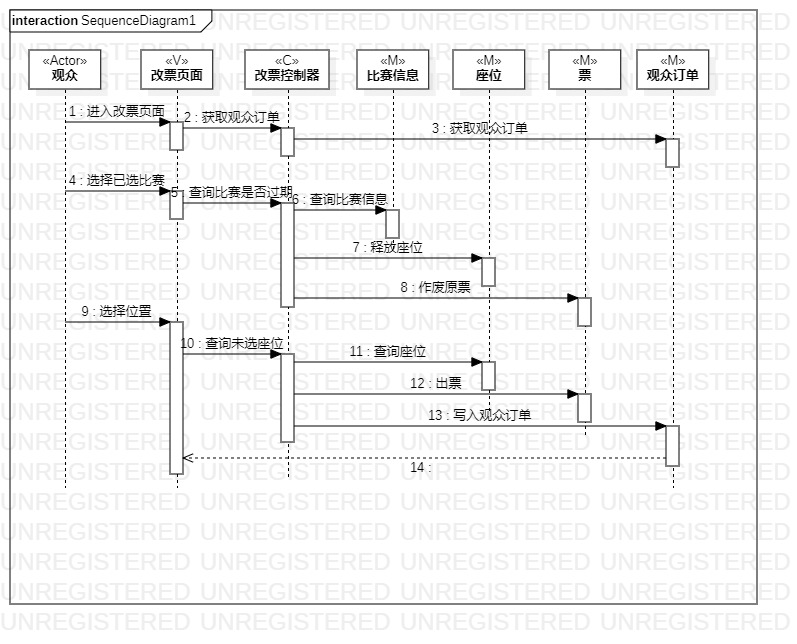 interaction SequenceDiagram1
«Actor»
观众
«V»
改票页面
«C»
改票控制器
«M»
比赛信息
«M»
座位
«M»
票
«M»
观众订单
1 : 进入改票页面
2 : 获取观众订单
3 : 获取观众订单
4 : 选择已选比赛
5 : 查询比赛是否过期
6 : 查询比赛信息
7 : 释放座位
8 : 作废原票
9 : 选择位置
10 : 查询未选座位
11 : 查询座位
12 : 出票
13 : 写入观众订单
14 :
UNREGISTERED UNREGISTERED UNREGISTERED UNREGISTERED